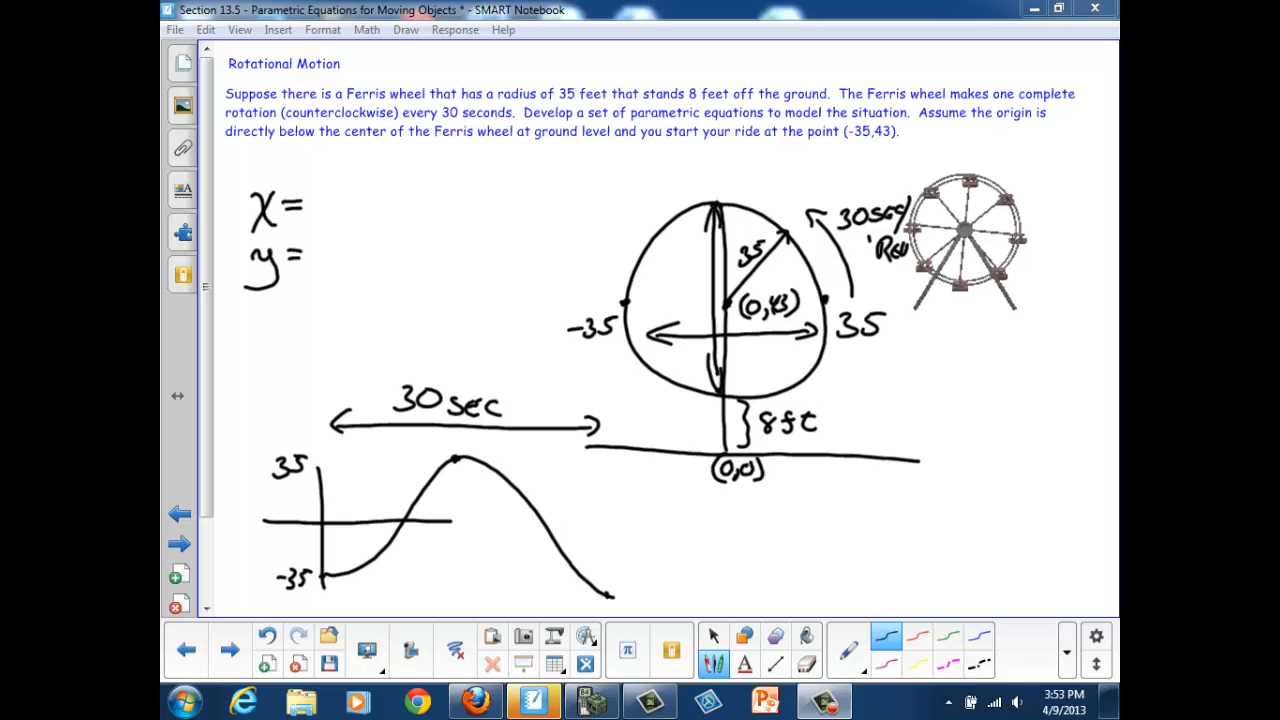 Section 13.5 - Parametric Equations for Moving Objects * - SMART Notebook
File Edit View Insert Format Math Draw Response Help
Rotational Motion
Suppose there is a Ferris wheel that has a radius of 35 feet that stands 8 feet off the ground. The Ferris wheel makes one complete
rotation (counterclockwise) every 30 seconds. Develop a set of parametric equations to model the situation. Assume the origin is
directly below the center of the Ferris wheel at ground level and you start your ride at the point (-35,43).
x=
y=
30sec/
Rev
35
(0,43)
-35
35
30sec
8ft
(0,0)
35
-35
π
A
3:53 PM
4/9/2013